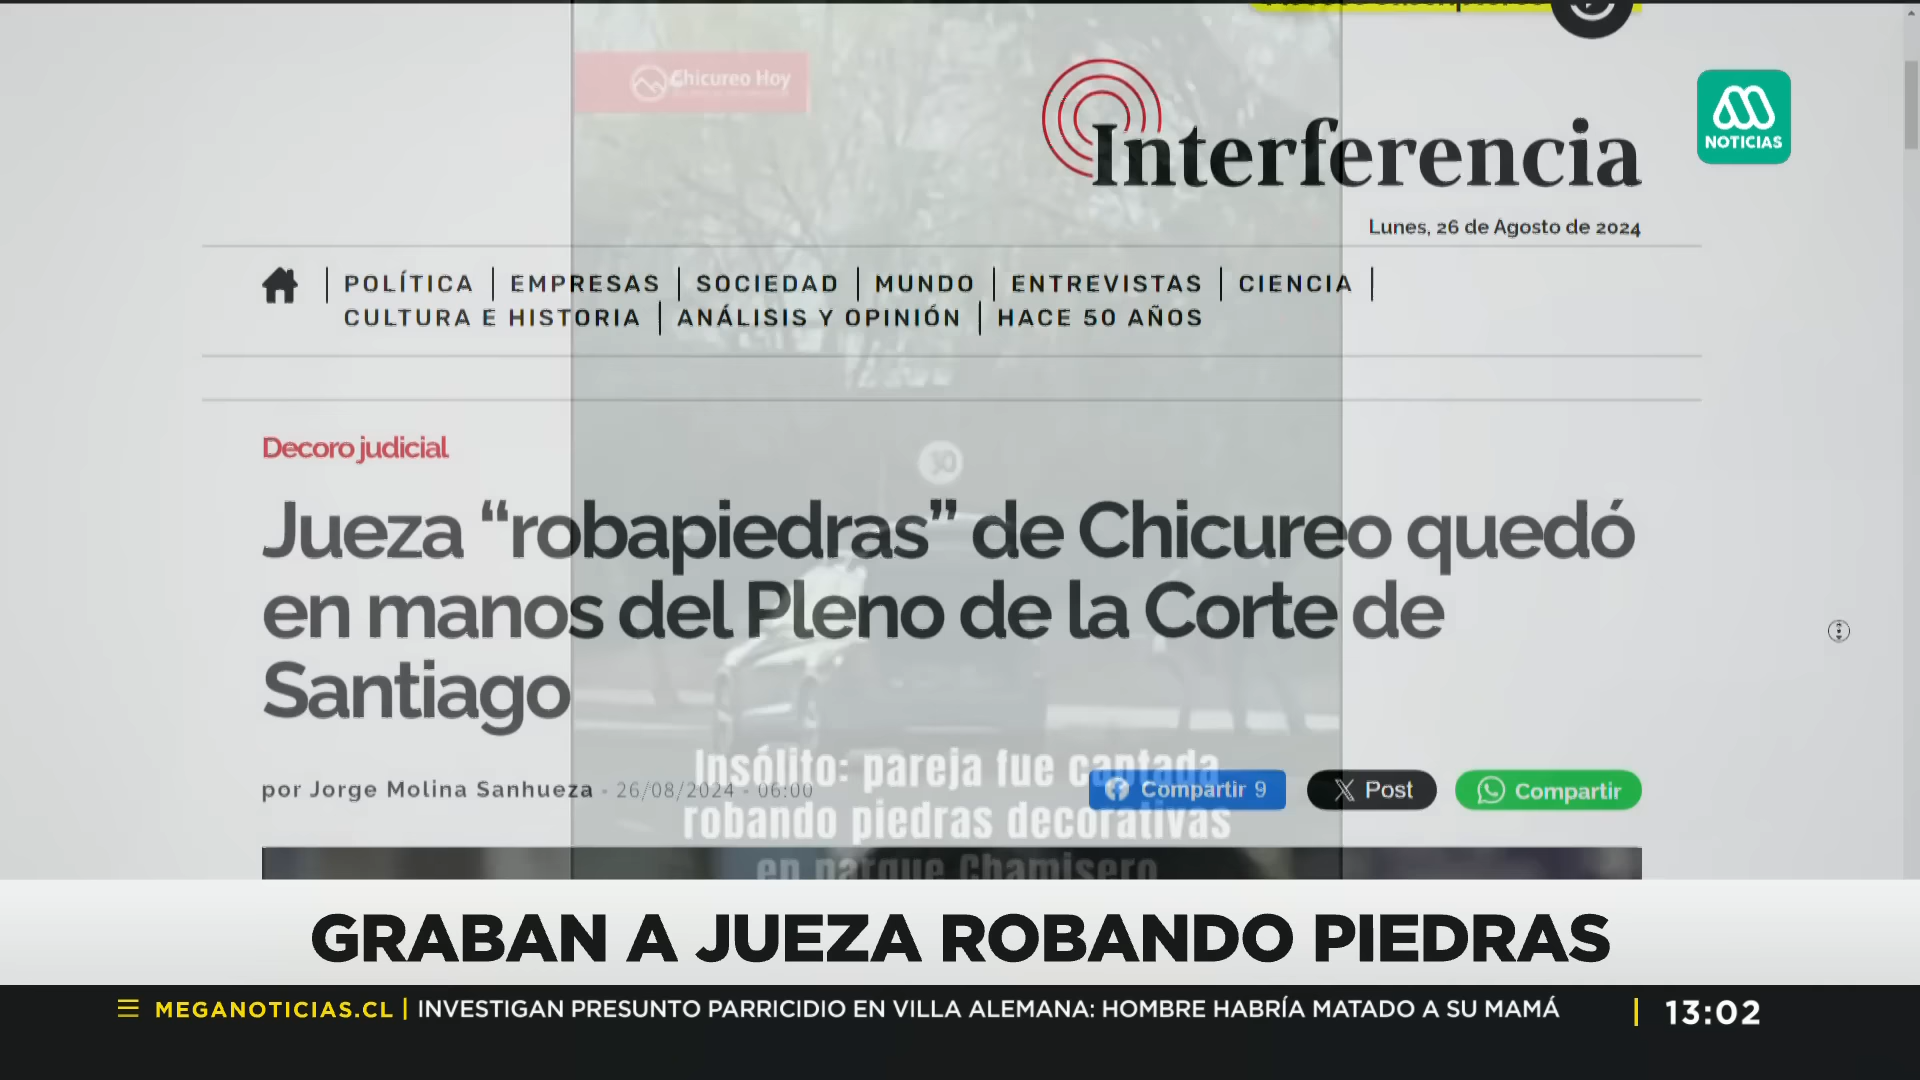 Chicureo Hoy
Interferencia
NOTICIAS
Lunes, 26 de Agosto de 2024
POLÍTICA | EMPRESAS | SOCIEDAD | MUNDO | ENTREVISTAS | CIENCIA |
CULTURA E HISTORIA | ANÁLISIS Y OPINIÓN | HACE 50 AÑOS
Decoro judicial
30
Jueza “robapiedras” de Chicureo quedó
en manos del Pleno de la Corte de
Santiago
por Jorge Molina Sanhueza - 26/08/2024 - 06:00
Compartir 9
Post
Compartir
Insólito: pareja fue captada
robando piedras decorativas
en parque Chamisero
GRABAN A JUEZA ROBANDO PIEDRAS
MEGANOTICIAS.CL | INVESTIGAN PRESUNTO PARRICIDIO EN VILLA ALEMANA: HOMBRE HABRÍA MATADO A SU MAMÁ | 13:02